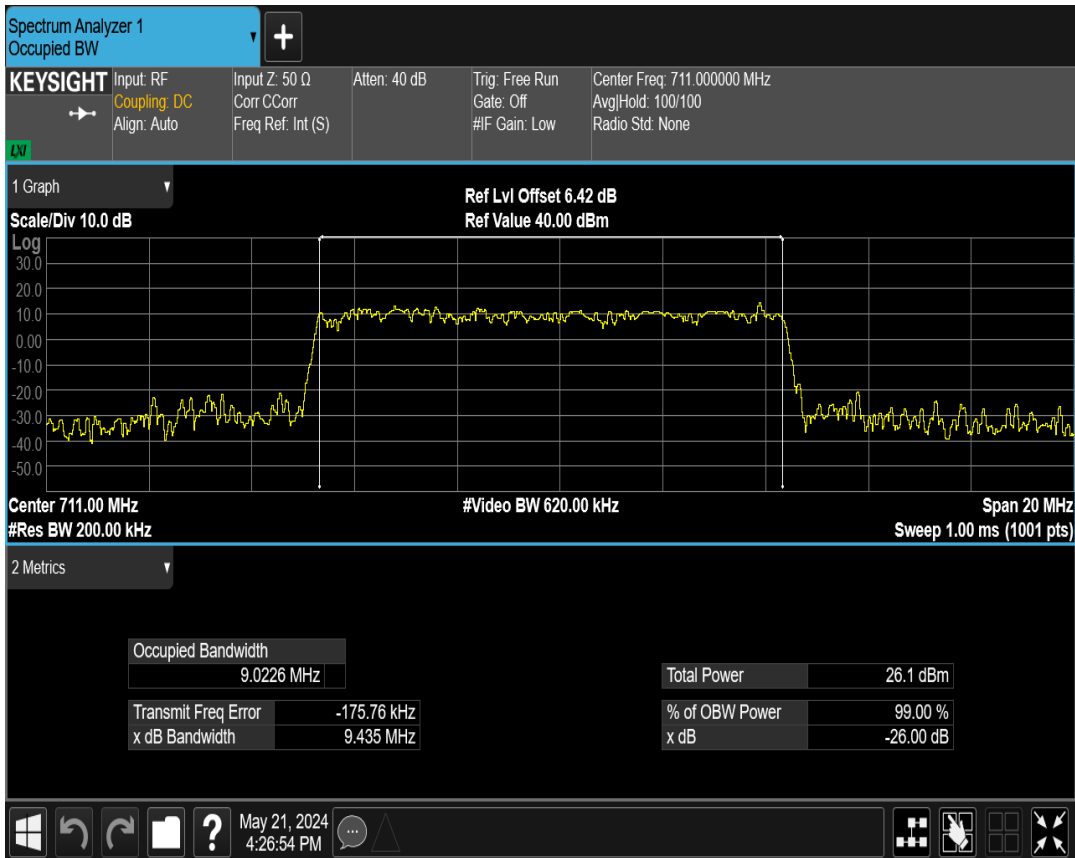 Spectrum Analyzer 1
Occupied BW
+
KEYSIGHT
LXI
Input: RF
Coupling: DC
Align: Auto
Input Z: 50 Ω
Corr CCorr
Freq Ref: Int (S)
Atten: 40 dB
Trig: Free Run
Gate: Off
#IF Gain: Low
Center Freq: 711.000000 MHz
Avg|Hold: 100/100
Radio Std: None
1 Graph
Scale/Div 10.0 dB
Ref Lvl Offset 6.42 dB
Ref Value 40.00 dBm
Log
30.0
20.0
10.0
0.00
-10.0
-20.0
-30.0
-40.0
-50.0
Center 711.00 MHz
#Video BW 620.00 kHz
Span 20 MHz
#Res BW 200.00 kHz
Sweep 1.00 ms (1001 pts)
2 Metrics
Occupied Bandwidth
9.0226 MHz
Total Power 26.1 dBm
Transmit Freq Error -175.76 kHz
% of OBW Power 99.00 %
x dB Bandwidth 9.435 MHz
x dB -26.00 dB
?
May 21, 2024
4:26:54 PM